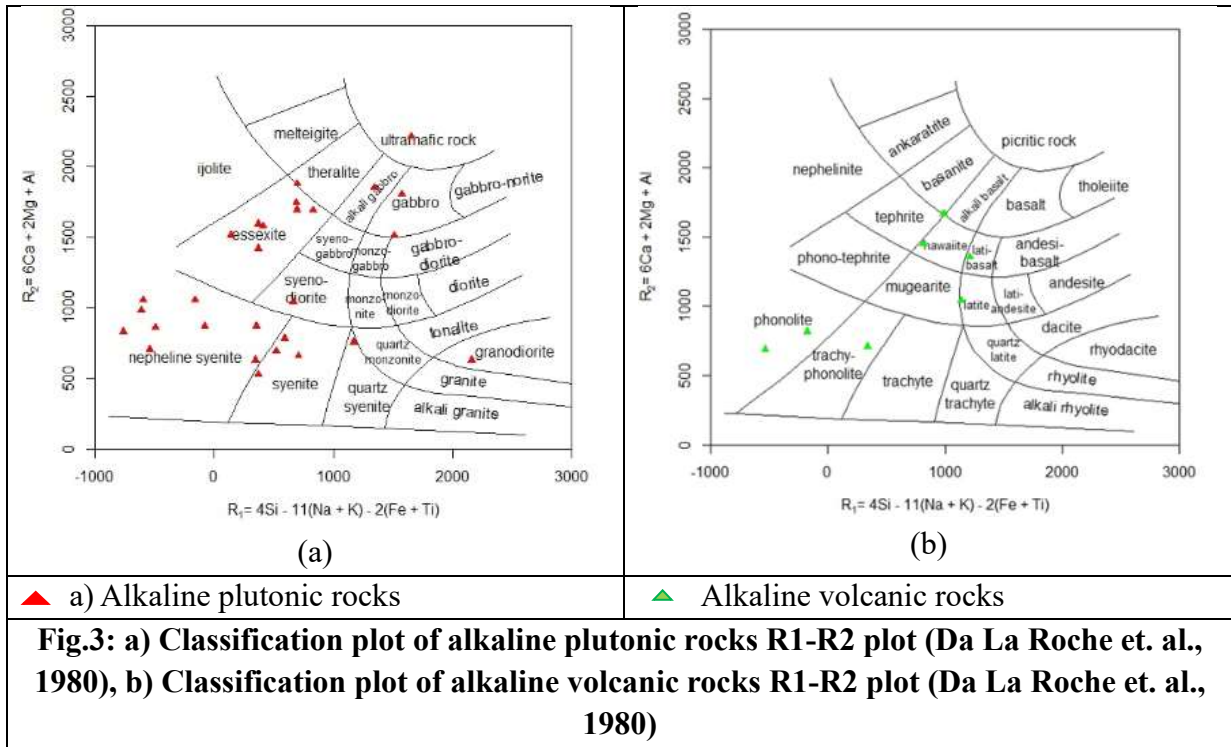 3000
2500
2000
1500
1000
500
0
R₂= 6Ca + 2Mg + Al
melteigite
ultramafic rock
ijolite
theralite
alkali gabbro
gabbro
gabbro-norite
essexite
syeno-
gabbro
monzo-
gabbro
gabbro-
diorite
syeno-
diorite
diorite
monzo-
nite
monzo-
diorite
tonalite
nepheline syenite
quartz
monzonite
granodiorite
syenite
quartz
syenite
granite
alkali granite
-1000
0
1000
2000
3000
R₁= 4Si - 11(Na + K) - 2(Fe + Ti)
(a)
3000
2500
2000
1500
1000
500
0
R₂= 6Ca + 2Mg + Al
ankaratrite
picritic rock
nephelinite
basanite
alkali basalt
basalt
tholeiite
tephrite
hawaiite
lati-
basalt
andesi-
basalt
phono-tephrite
mugearite
latite
lati-
andesite
andesite
phonolite
dacite
trachy-
phonolite
quartz
latite
rhyodacite
trachyte
quartz
trachyte
rhyolite
alkali rhyolite
-1000
0
1000
2000
3000
R₁= 4Si - 11(Na + K) - 2(Fe + Ti)
(b)
a) Alkaline plutonic rocks
Alkaline volcanic rocks
Fig.3: a) Classification plot of alkaline plutonic rocks R1-R2 plot (Da La Roche et. al.,
1980), b) Classification plot of alkaline volcanic rocks R1-R2 plot (Da La Roche et. al.,
1980)